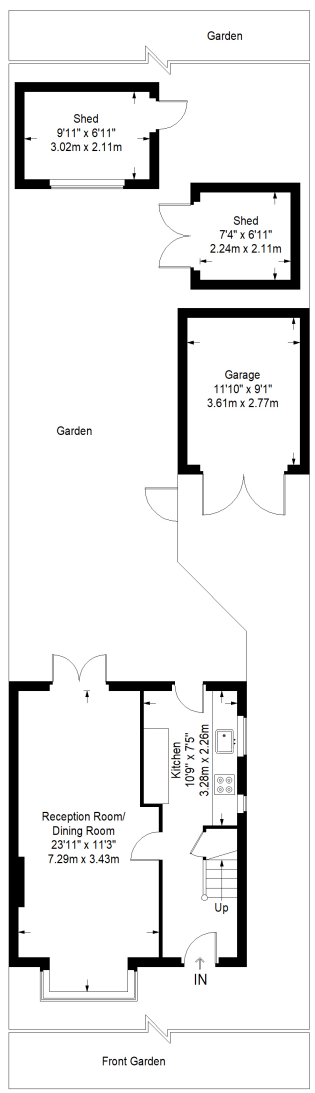 Garden
Shed
9'11" x 6'11"
3.02m x 2.11m
Shed
7'4" x 6'11"
2.24m x 2.11m
Garage
11'10" x 9'1"
3.61m x 2.77m
Garden
Kitchen
10'9" x 7'5"
3.28m x 2.26m
Reception Room/
Dining Room
23'11" x 11'3"
7.29m x 3.43m
Up
IN
Front Garden